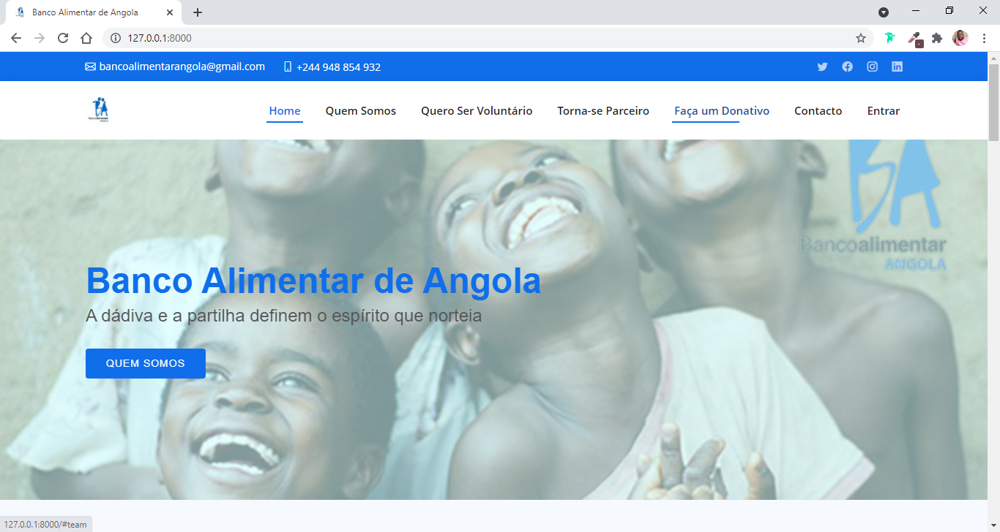 Banco Alimentar de Angola
127.0.0.1:8000
bancoalimentarangola@gmail.com +244 948 854 932
Bancoalimentar
ANGOLA
Home Quem Somos Quero Ser Voluntário Torna-se Parceiro Faça um Donativo Contacto Entrar
Bancoalimentar
ANGOLA
Banco Alimentar de Angola
A dádiva e a partilha definem o espírito que norteia
QUEM SOMOS
127.0.0.1:8000/#team